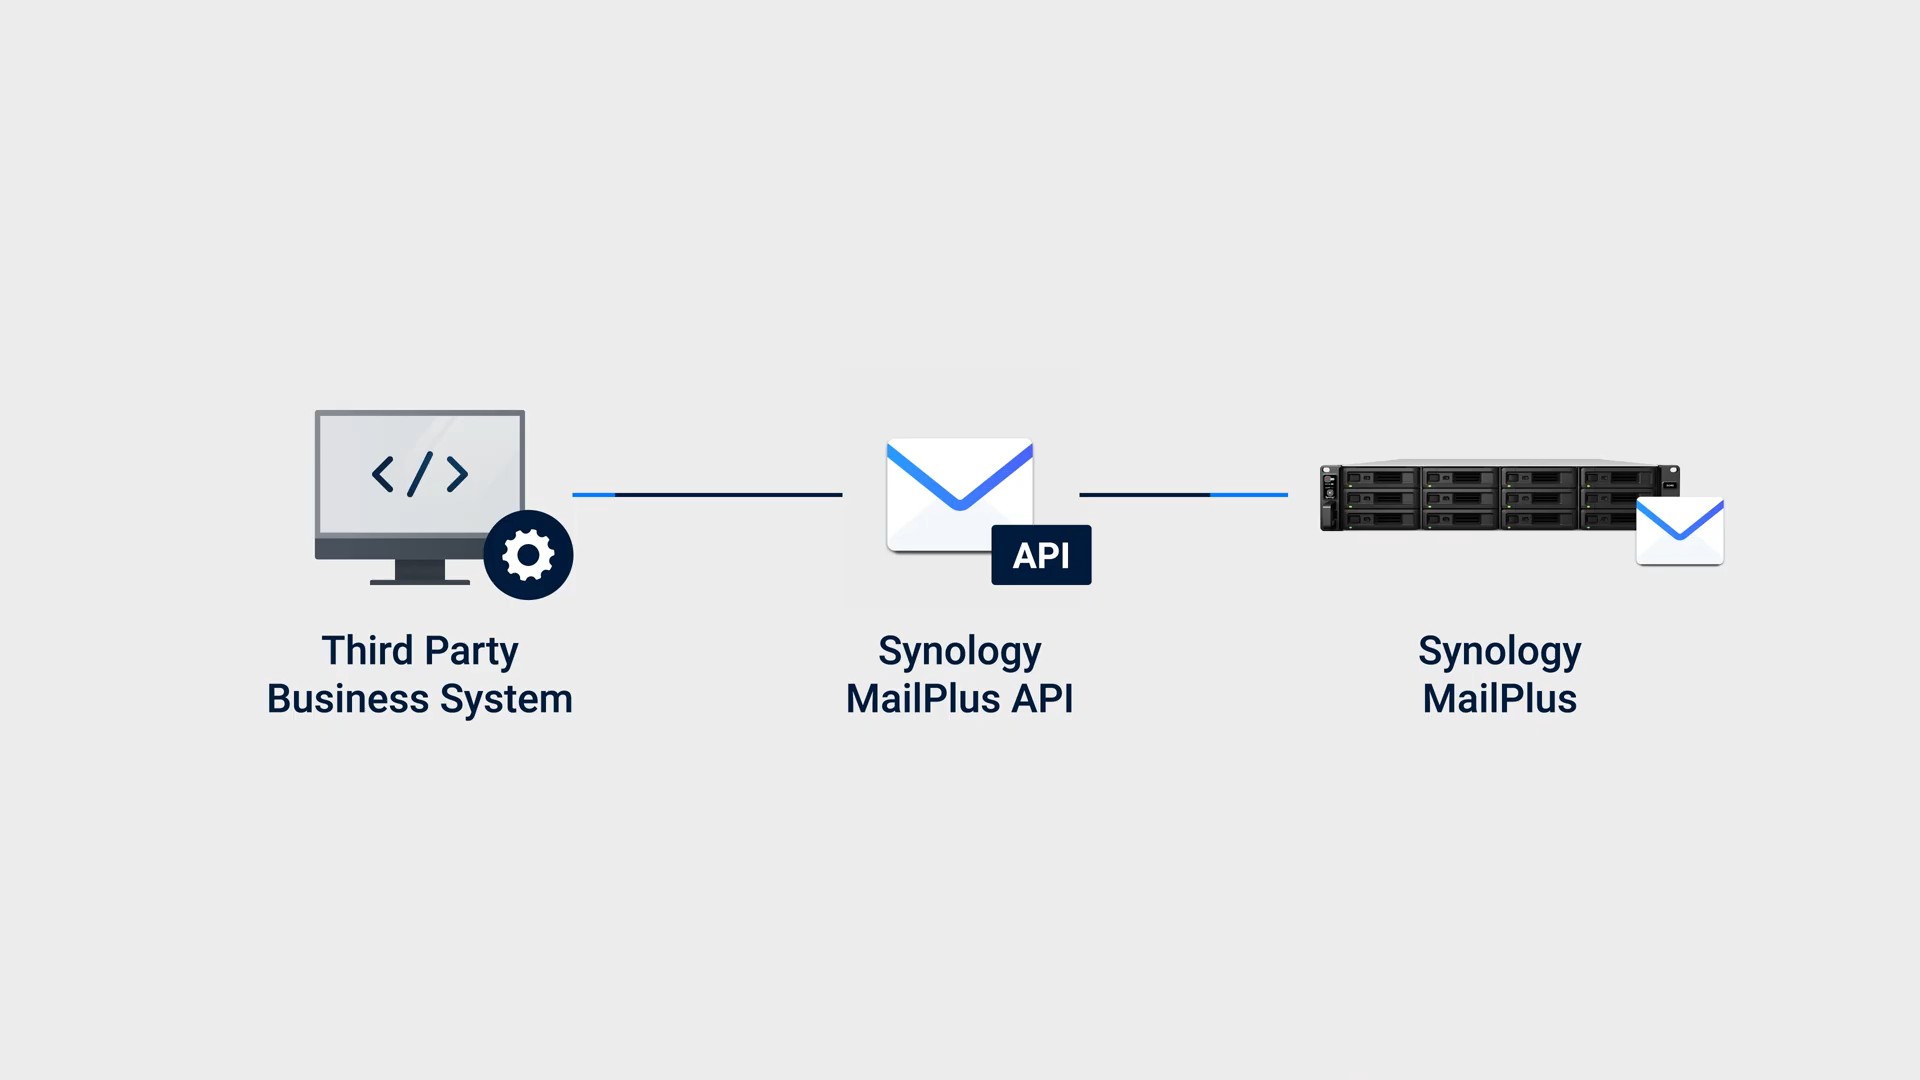 </>
API
Third Party
Business System
Synology
MailPlus API
Synology
MailPlus